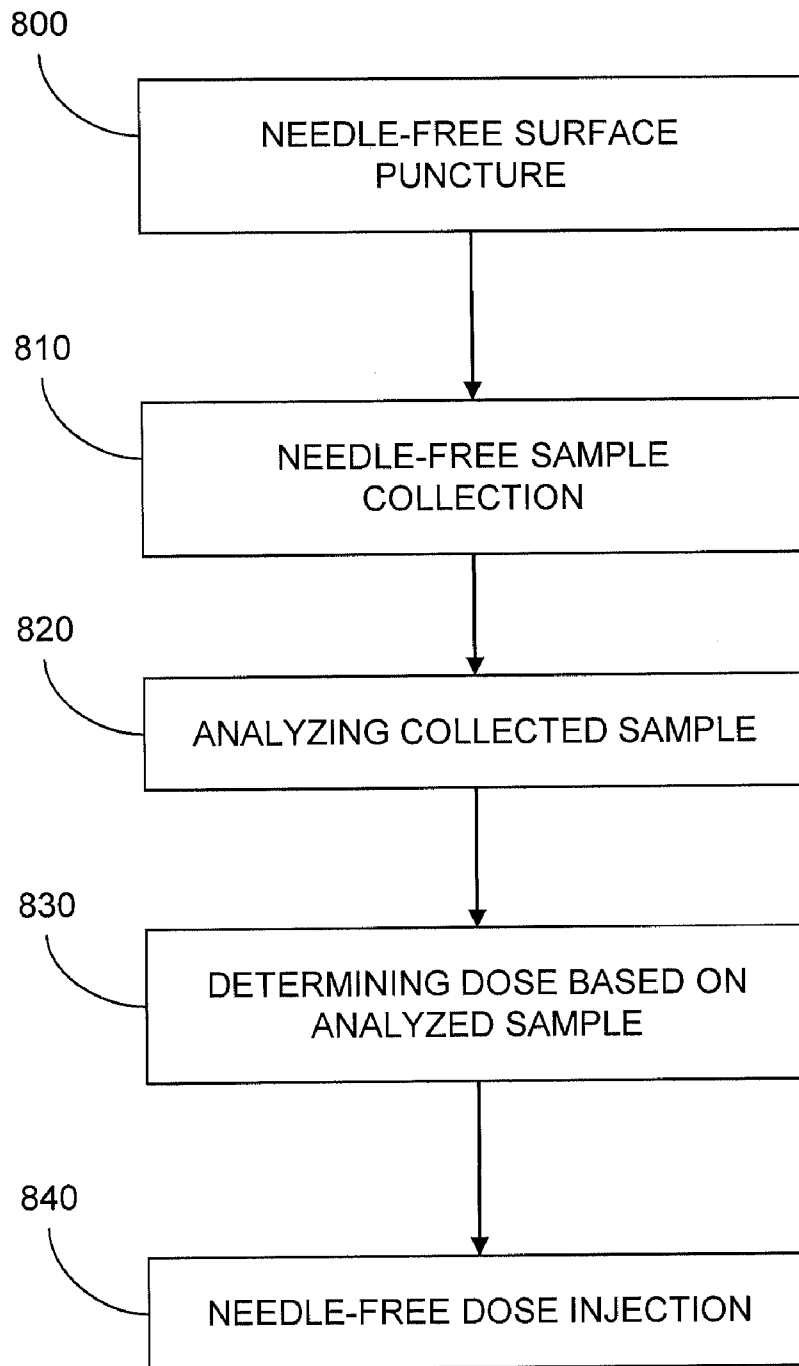 800
NEEDLE-FREE SURFACE
PUNCTURE
810
NEEDLE-FREE SAMPLE
COLLECTION
820
ANALYZING COLLECTED SAMPLE
830
DETERMINING DOSE BASED ON
ANALYZED SAMPLE
840
NEEDLE-FREE DOSE INJECTION